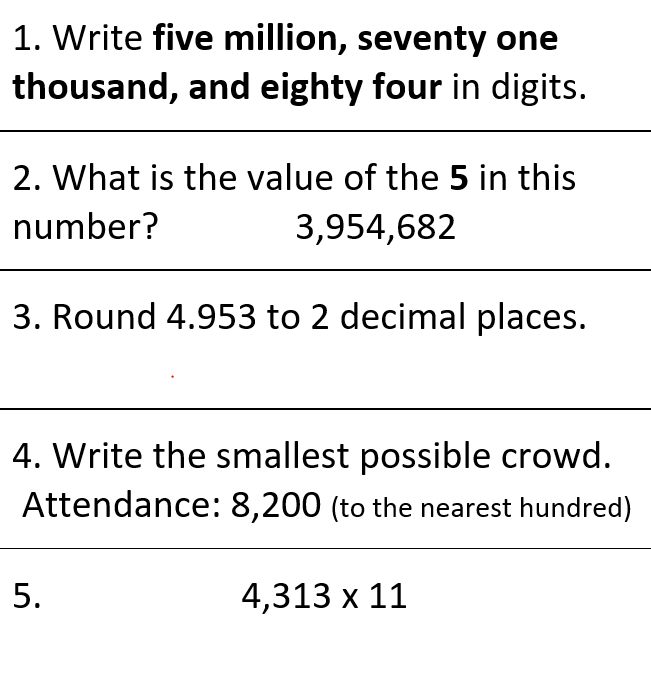 1. Write five million, seventy one
thousand, and eighty four in digits.
2. What is the value of the 5 in this
number? 3,954,682
3. Round 4.953 to 2 decimal places.
4. Write the smallest possible crowd.
Attendance: 8,200 (to the nearest hundred)
5. 4,313 x 11